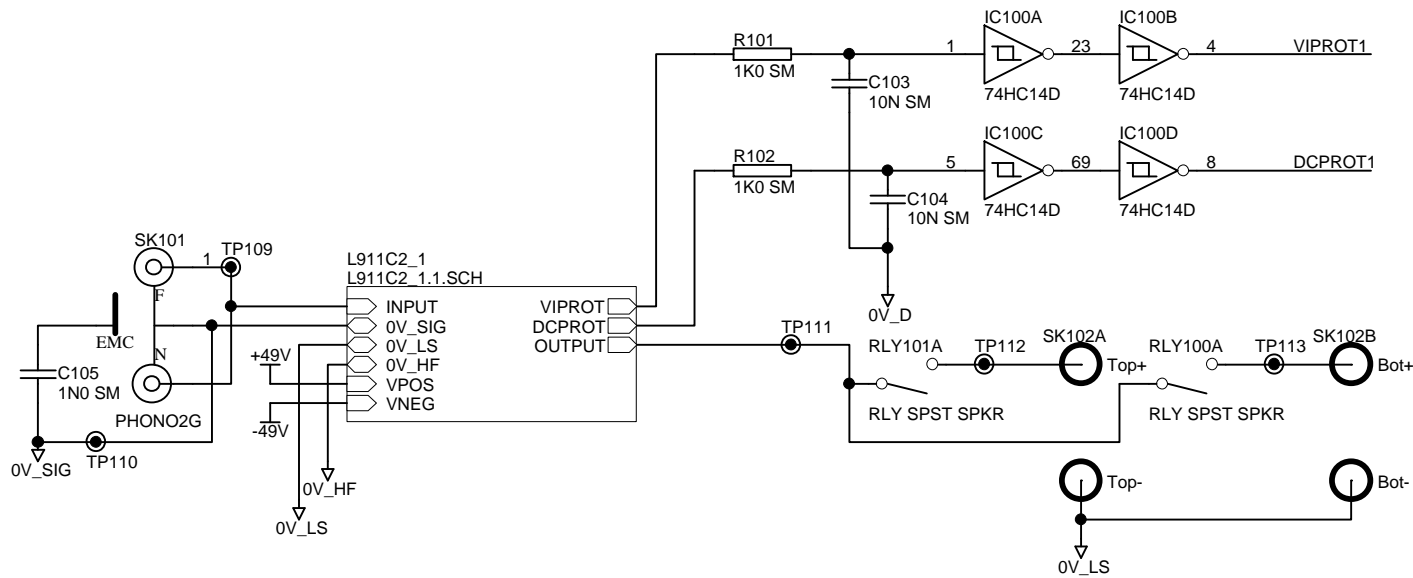 IC100A
IC100B
R101
1
23
4
VIPROT1
1K0 SM
C103
10N SM
74HC14D
74HC14D
IC100C
IC100D
R102
5
69
8
DCPROT1
1K0 SM
C104
10N SM
74HC14D
74HC14D
SK101
1
TP109
L911C2_1
L911C2_1.1.SCH
F
INPUT
VIPROT
0V_SIG
DCPROT
0V_LS
OUTPUT
0V_HF
VPOS
VNEG
EMC
N
C105
1N0 SM
PHONO2G
+49V
-49V
0V_D
TP111
RLY101A
TP112
SK102A
Top+
RLY SPST SPKR
RLY100A
TP113
SK102B
Bot+
RLY SPST SPKR
0V_SIG
TP110
0V_HF
0V_LS
Top-
Bot-
0V_LS